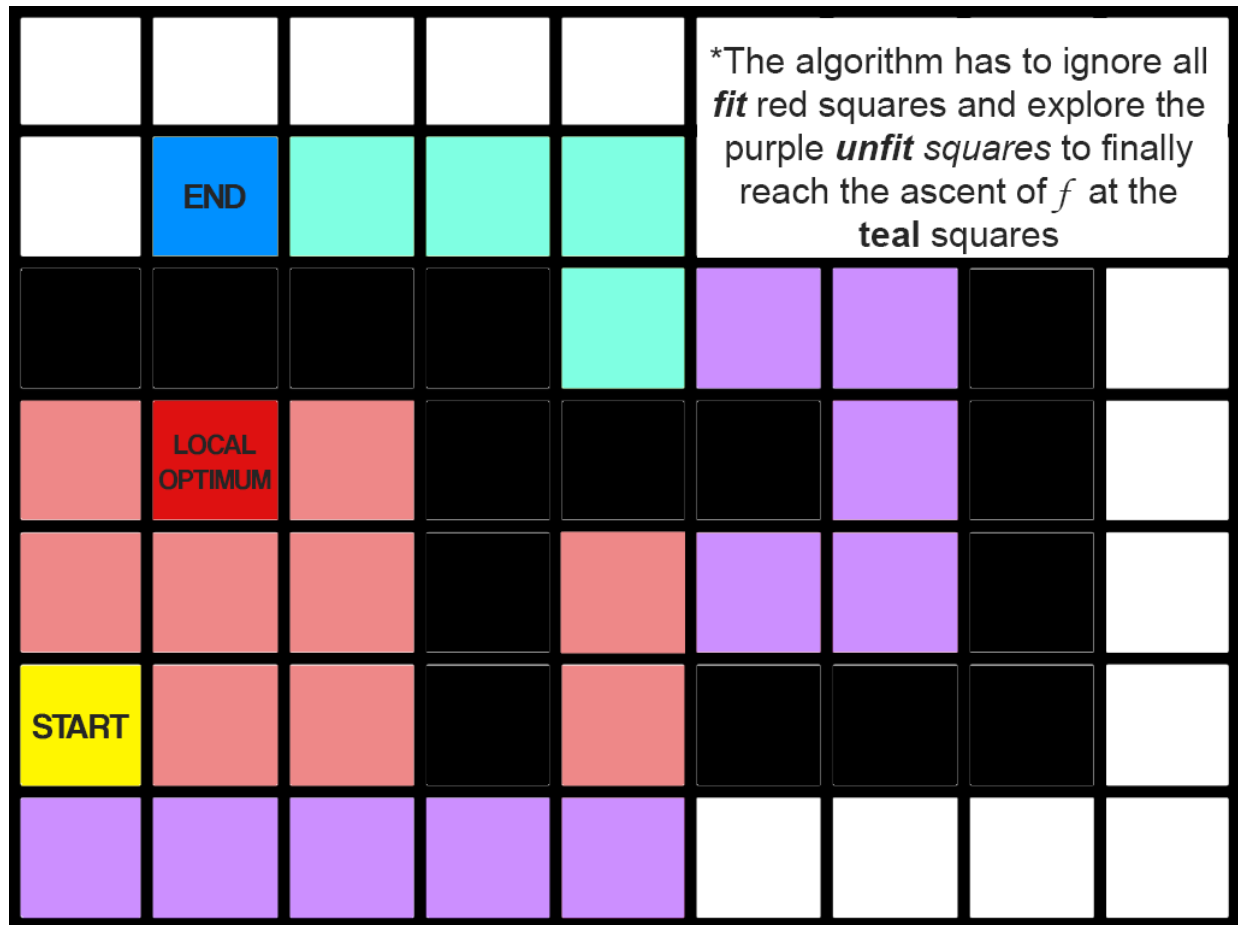 *The algorithm has to ignore all
fit red squares and explore the
purple unfit squares to finally
reach the ascent of f at the
teal squares
END
LOCAL
OPTIMUM
START